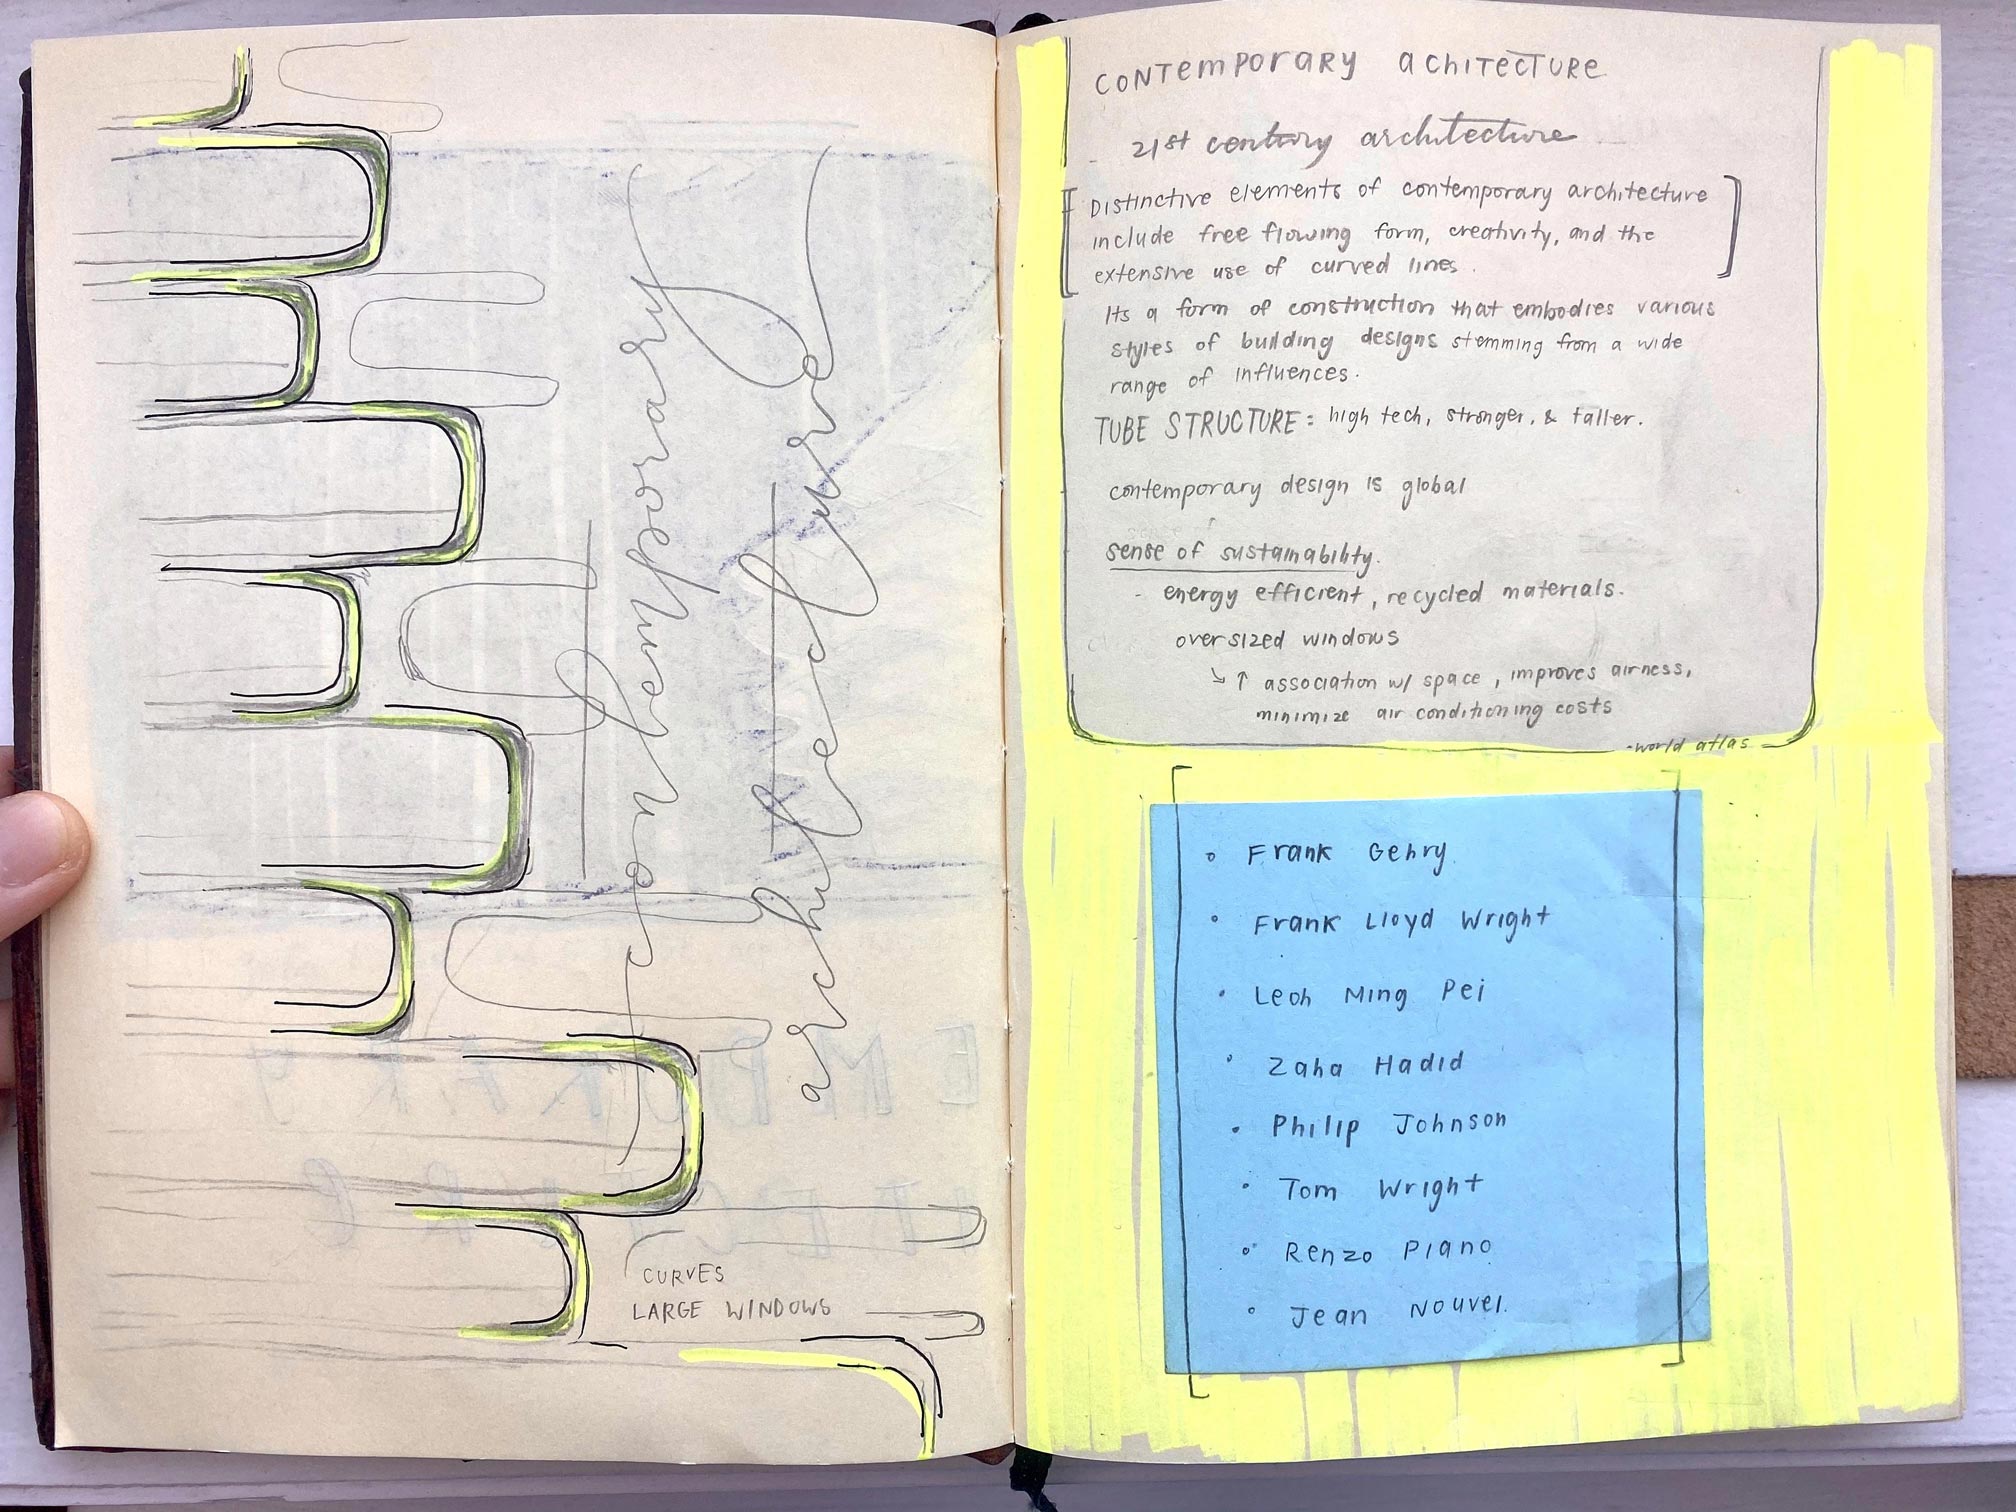 contemporary
architecture
CURVES
LARGE WINDOWS
CONTEMPORARY ACHITECTURE
- 21st century architecture
[Distinctive elements of contemporary architecture
include free flowing form, creativity, and the
extensive use of curved lines.]
Its a form of construction that embodies various
styles of building designs stemming from a wide
range of influences.
TUBE STRUCTURE: high tech, stronger, & taller.
contemporary design is global
sense of sustainability.
- energy efficient, recycled materials.
oversized windows
↘ ↑ association w/ space, improves airness,
minimize air conditioning costs
-world atlas
• Frank Gehry
• Frank Lloyd Wright
• Leoh Ming Pei
• Zaha Hadid
• Philip Johnson
• Tom Wright
• Renzo Piano
• Jean Nouvel.